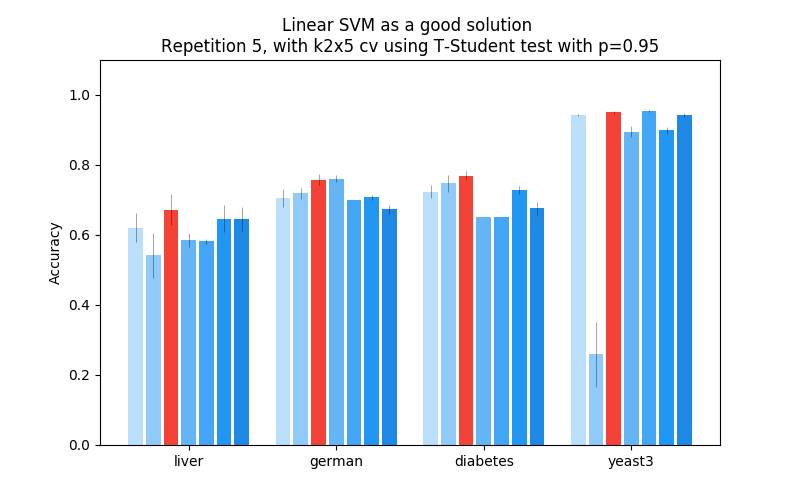 Linear SVM as a good solution
Repetition 5, with k2x5 cv using T-Student test with p=0.95
1.0
0.8
0.6
0.4
0.2
0.0
Accuracy
liver german diabetes yeast3